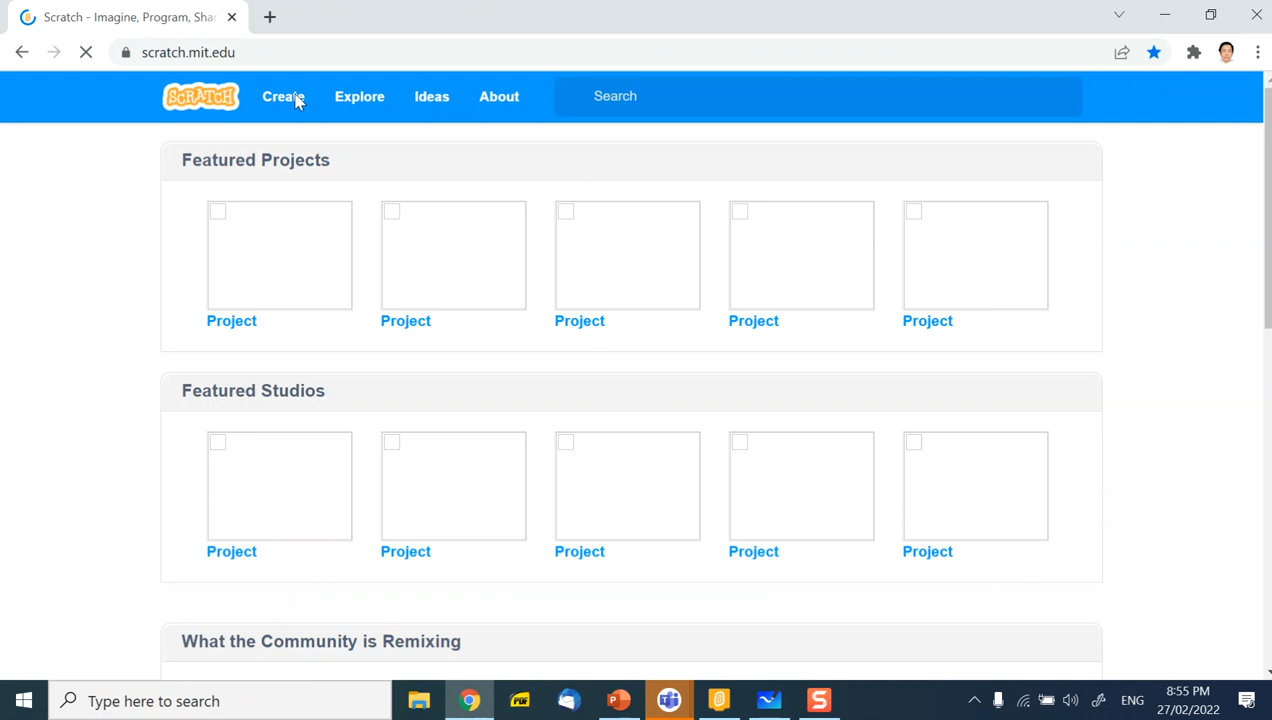 Scratch - Imagine, Program, Sha
scratch.mit.edu
SCRATCH Create Explore Ideas About Search
Featured Projects
Project Project Project Project Project
Featured Studios
Project Project Project Project Project
What the Community is Remixing
Type here to search
PDF
P
S
ENG
8:55 PM
27/02/2022